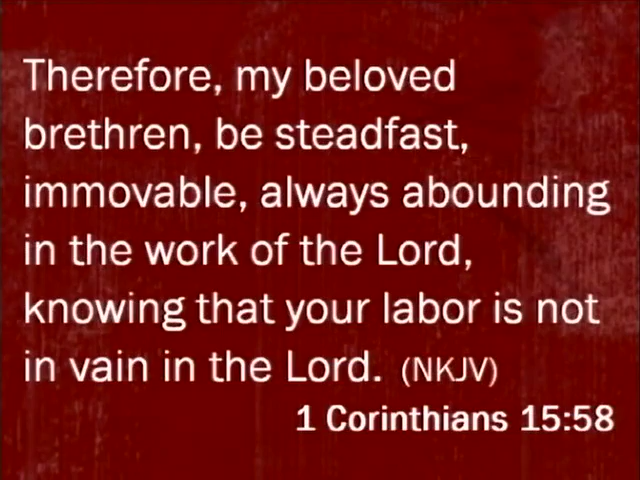 Therefore, my beloved
brethren, be steadfast,
immovable, always abounding
in the work of the Lord,
knowing that your labor is not
in vain in the Lord. (NKJV)
1 Corinthians 15:58